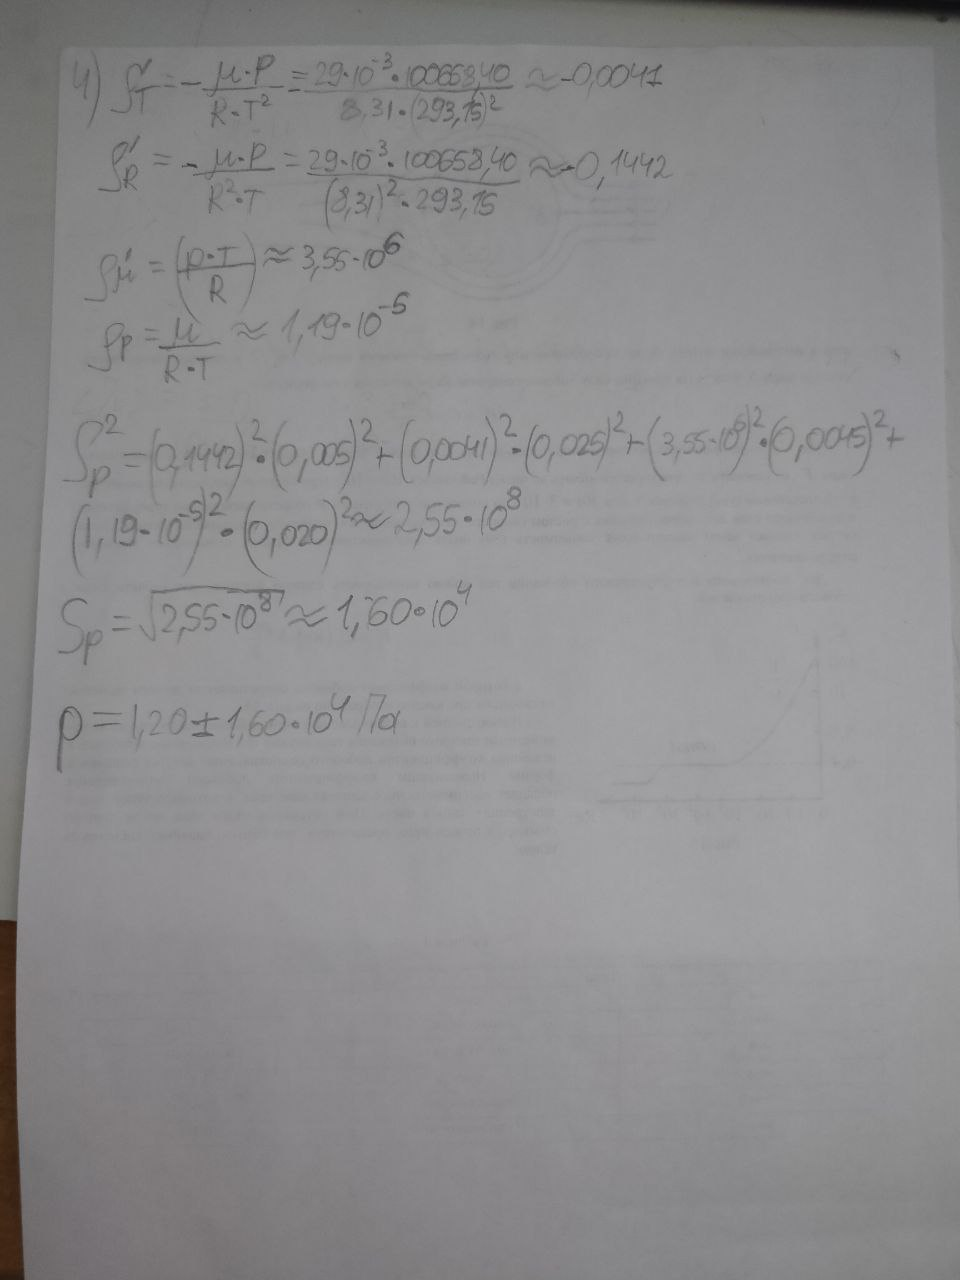 4) ρ'T = - μ·P / R·T² = 29·10⁻³·100658,40 / 8,31·(293,15)² ≈ -0,0041
ρ'R = - μ·P / R²·T = 29·10⁻³·100658,40 / (8,31)²·293,15 ≈ -0,1442
ρ'μ = (p·T / R) ≈ 3,55·10⁶
ρp = μ / R·T ≈ 1,19·10⁻⁵
Sρ² = (0,1442)²·(0,005)² + (0,0041)²·(0,025)² + (3,55·10⁶)²·(0,0045)² +
(1,19·10⁻⁵)²·(0,020)² ≈ 2,55·10⁸
Sρ = √2,55·10⁸ ≈ 1,60·10⁴
ρ = 1,20 ± 1,60·10⁴ Па